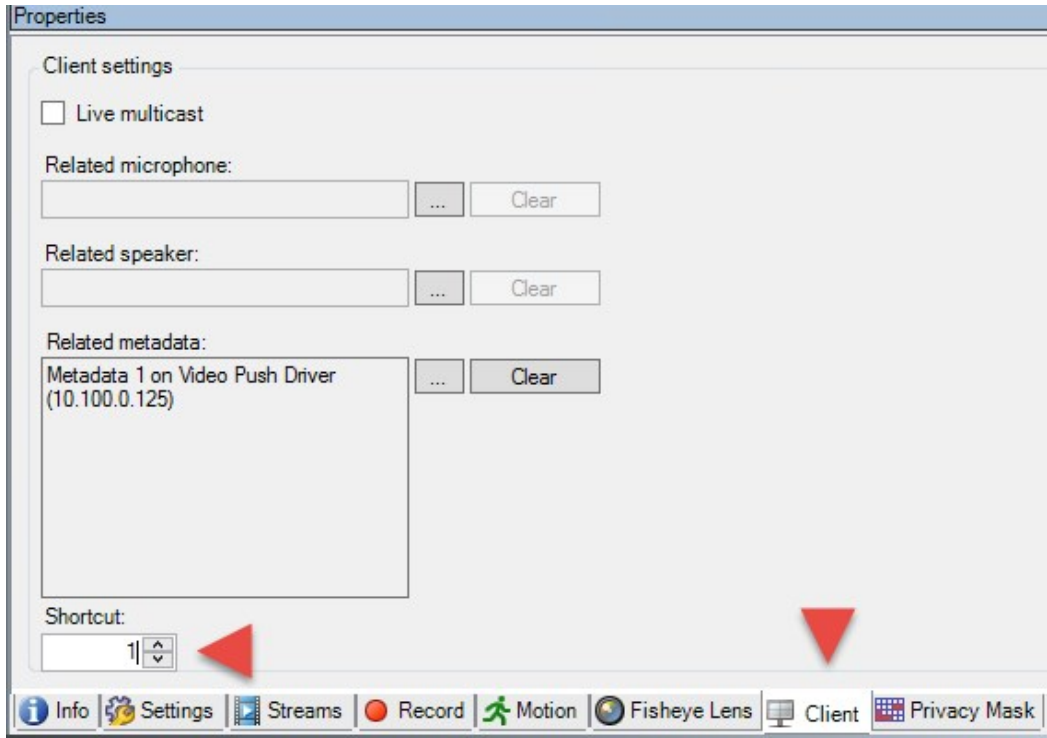 Properties
Client settings
Live multicast
Related microphone:
... Clear
Related speaker:
... Clear
Related metadata:
Metadata 1 on Video Push Driver
(10.100.0.125)
... Clear
Shortcut:
1
Info Settings Streams Record Motion Fisheye Lens Client Privacy Mask